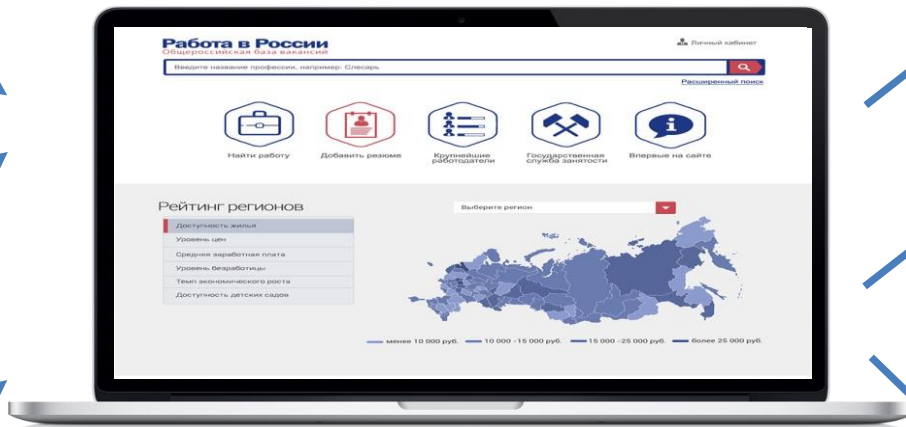 Работа в России
Общероссийская база вакансий
Личный кабинет
Введите название профессии, например: Слесарь
Расширенный поиск
Найти работу
Добавить резюме
Крупнейшие
работодатели
Государственная
служба занятости
Впервые на сайте
Рейтинг регионов
Выберите регион
Доступность жилья
Уровень цен
Средняя заработная плата
Уровень безработицы
Темп экономического роста
Доступность детских садов
менее 10 000 руб. 10 000 -15 000 руб. 15 000 -25 000 руб. более 25 000 руб.